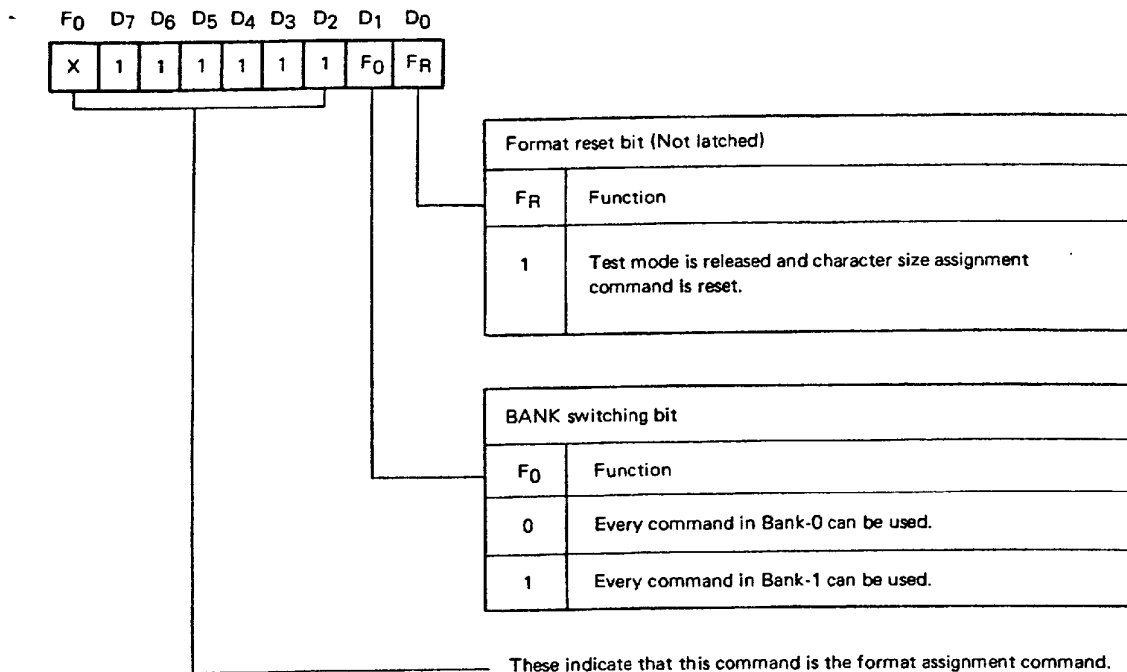 F0 D7 D6 D5 D4 D3 D2 D1 D0
X 1 1 1 1 1 1 F0 FR
Format reset bit (Not latched)
FR Function
1 Test mode is released and character size assignment
command is reset.
BANK switching bit
F0 Function
0 Every command in Bank-0 can be used.
1 Every command in Bank-1 can be used.
These indicate that this command is the format assignment command.